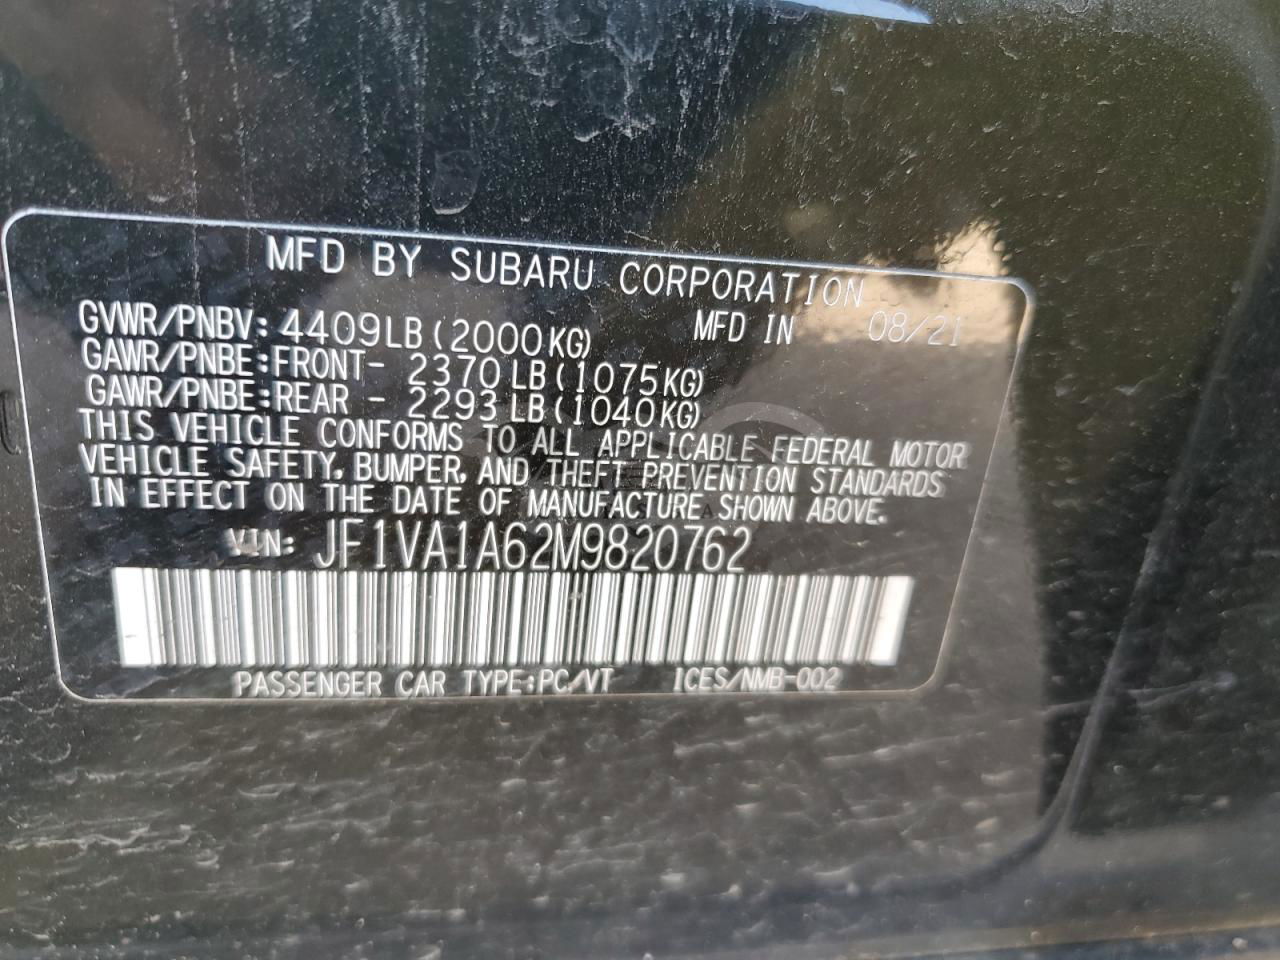 MFD BY SUBARU CORPORATION
GVWR/PNBV: 4409LB (2000KG) MFD IN 08/21
GAWR/PNBE: FRONT- 2370 LB (1075KG)
GAWR/PNBE: REAR - 2293 LB (1040KG)
THIS VEHICLE CONFORMS TO ALL APPLICABLE FEDERAL MOTOR
VEHICLE SAFETY, BUMPER, AND THEFT PREVENTION STANDARDS
IN EFFECT ON THE DATE OF MANUFACTURE SHOWN ABOVE.
VIN: JF1VA1A62M9820762
PASSENGER CAR TYPE:PC/VT ICES/NMB-002